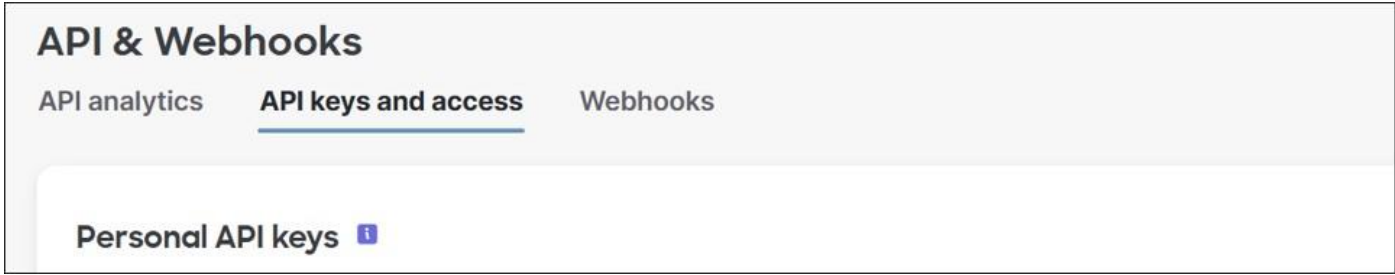 API & Webhooks
API analytics API keys and access Webhooks
Personal API keys i